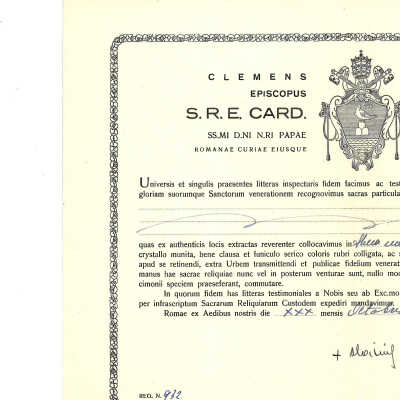 CLEMENS
EPISCOPUS
S. R. E. CARD.
SS.MI D.NI N.RI PAPAE
ROMANAE CURIAE EIUSQUE
Universis et singulis praesentes litteras inspectaris fidem facimus ac test
gloriam suorumque Sanctorum venerationem recognovimus sacras particula
quas ex authenticis locis extractas reverenter collocavimus in
crystallo munita, bene clausa et funiculo serico coloris rubri colligata, ac s
apud se retinendi, extra Urbem transmittendi et publicae fidelium venerati
manus hae sacrae reliquiae nunc vel in posterum venturae sunt, nullo mod
cimonii speciem praeseferant, commutare.
In quorum fidem has litteras testimoniales a Nobis seu ab Exc.mo
per infrascriptum Sacrarum Reliquiarum Custodem expediri mandavimus.
Romae ex Aedibus nostris die XXX mensis
REG. N. 912